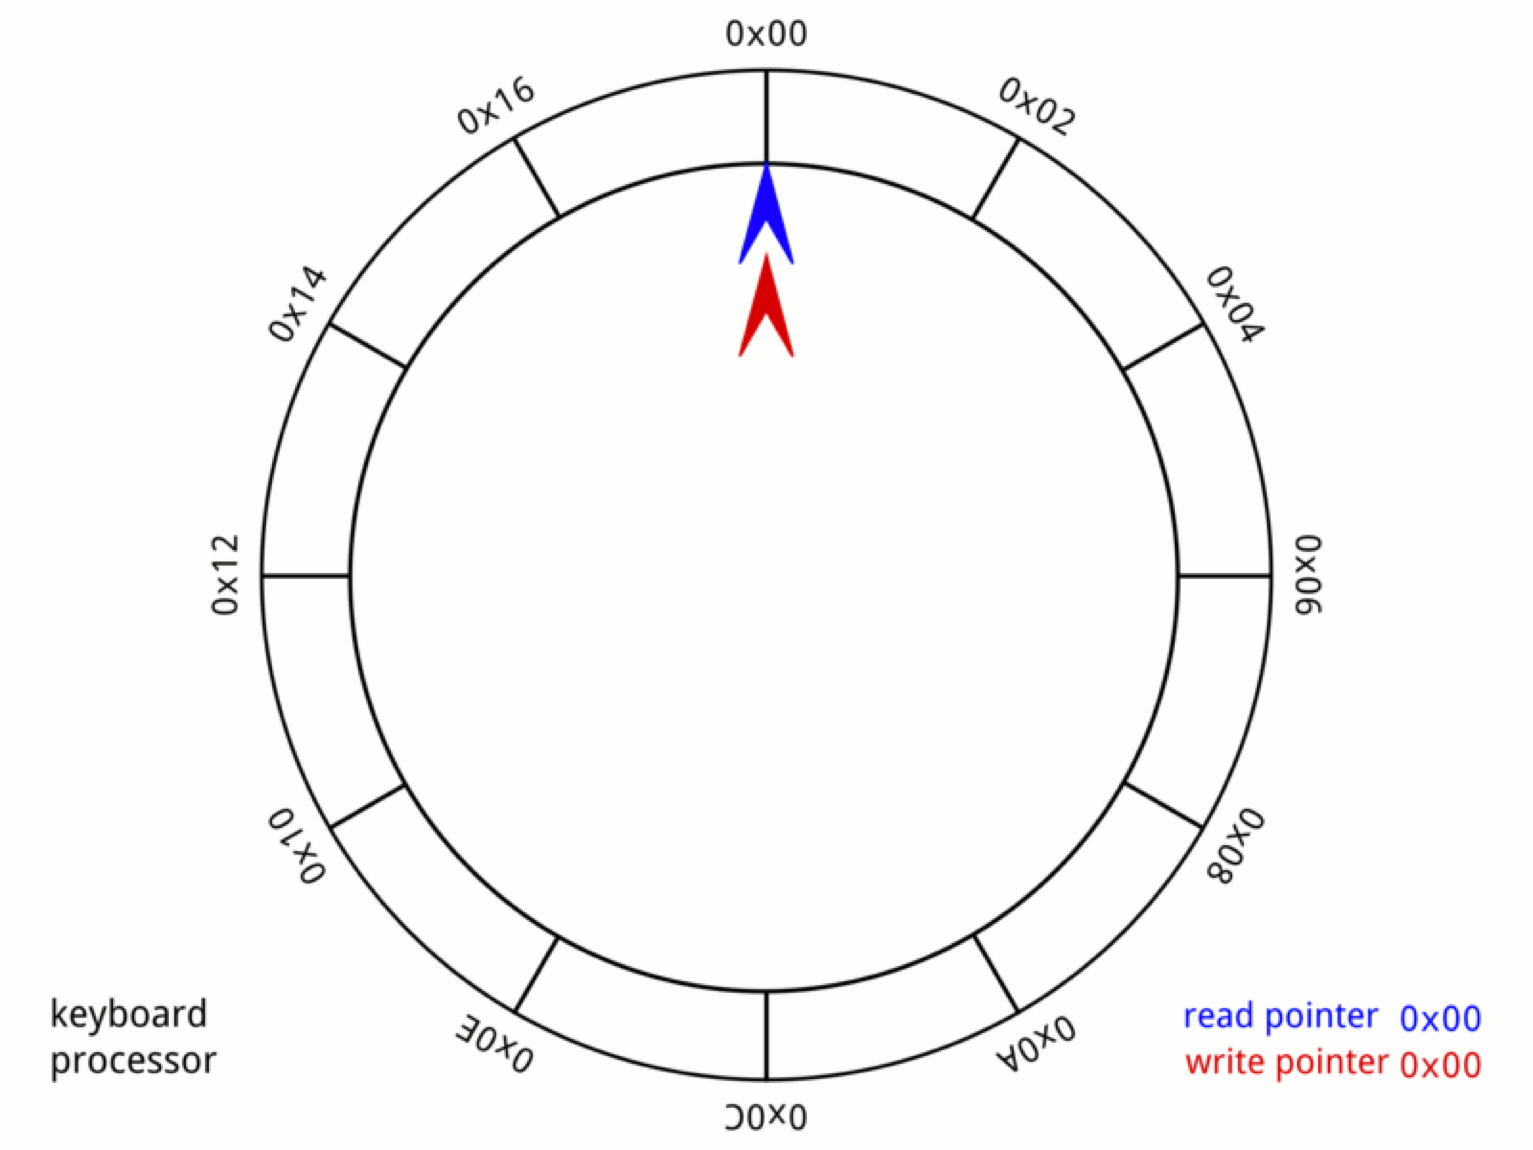 0x00
0x02
0x04
0x06
0x08
0x0A
0x0C
0x0E
0x10
0x12
0x14
0x16
keyboard
processor
read pointer 0x00
write pointer 0x00